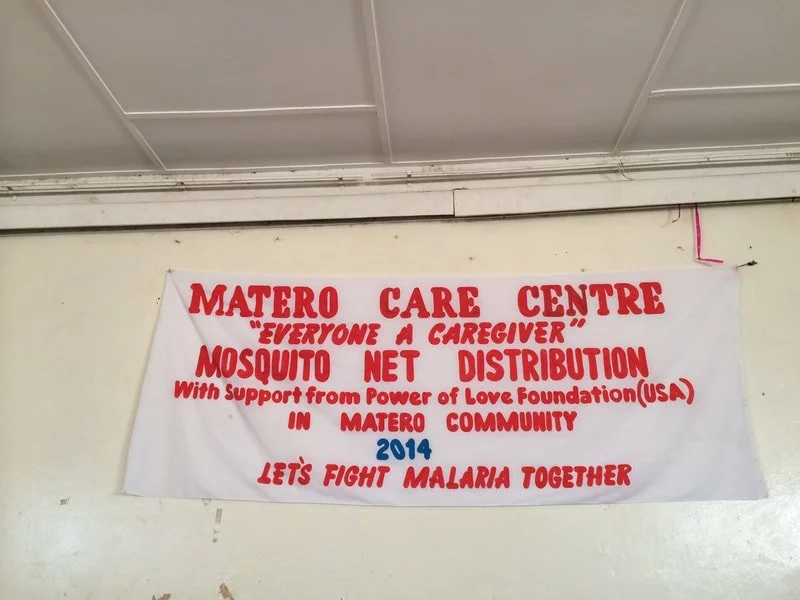 MATERO CARE CENTRE
"EVERYONE A CAREGIVER"
MOSQUITO NET DISTRIBUTION
With Support from Power of Love Foundation(USA)
IN MATERO COMMUNITY
2014
LET'S FIGHT MALARIA TOGETHER